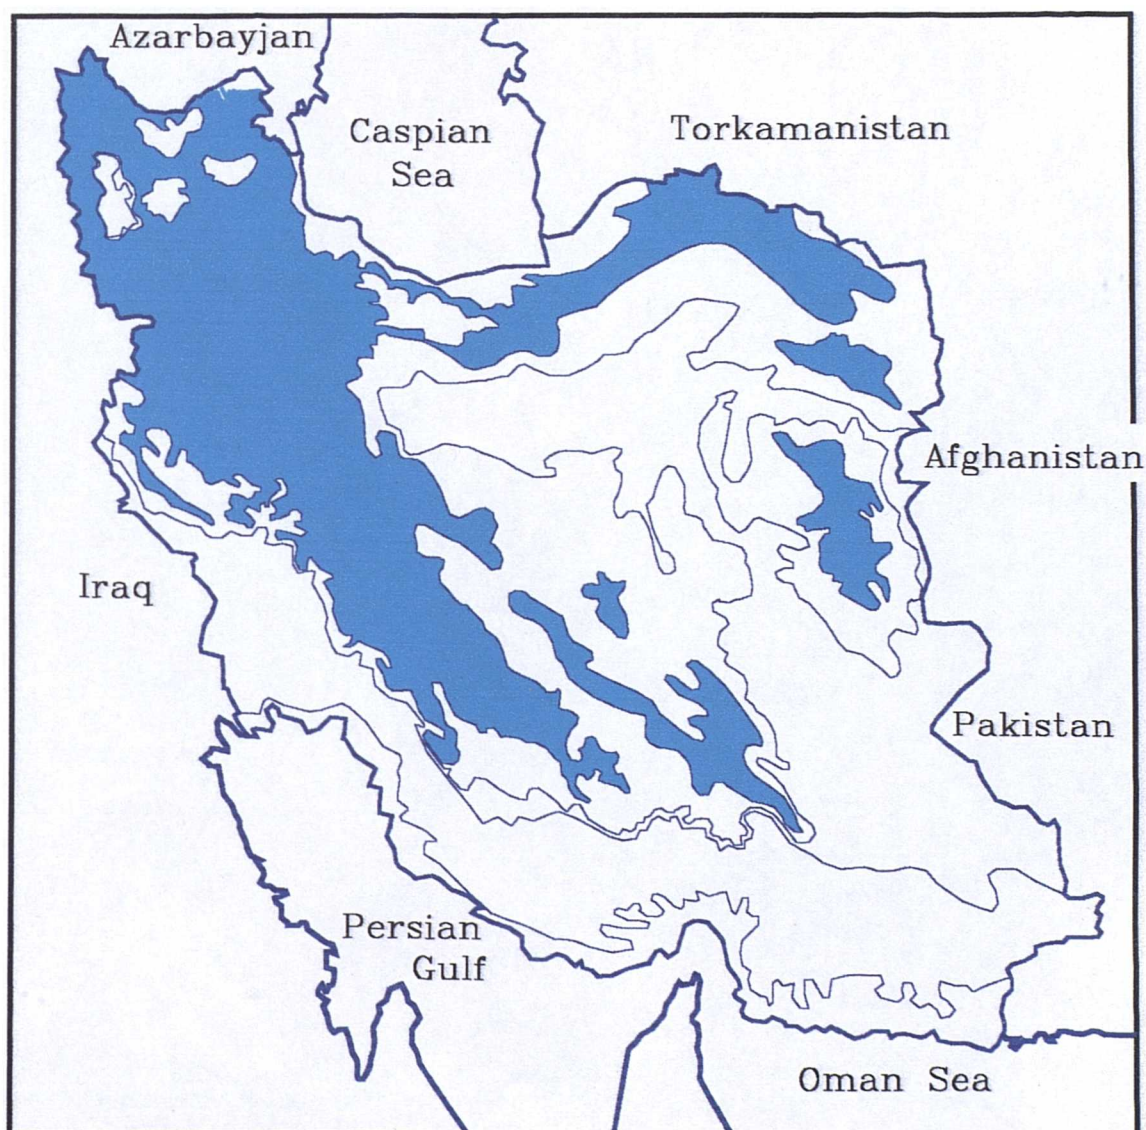 Azarbayjan
Caspian
Sea
Torkamanistan
Afghanistan
Iraq
Pakistan
Persian
Gulf
Oman Sea